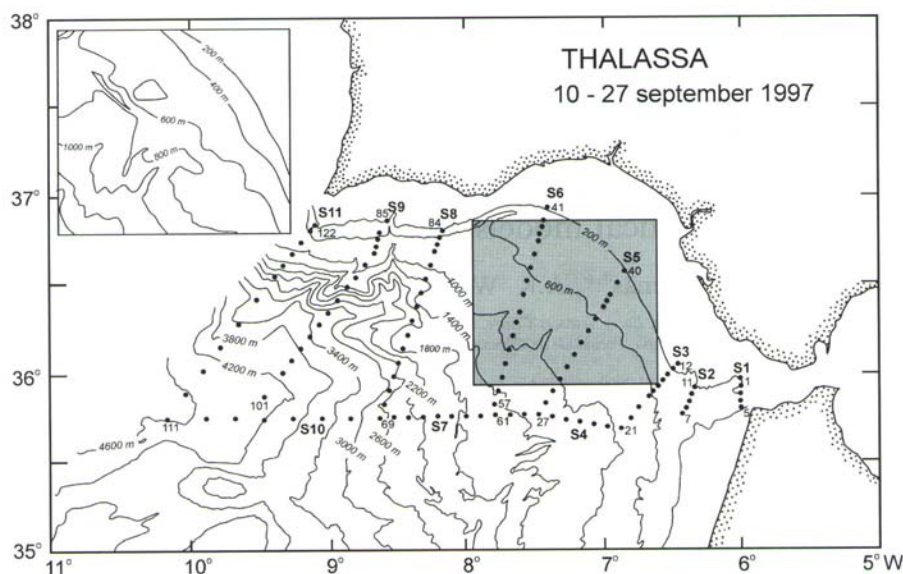 38°
37°
36°
35°
11°
10°
9°
8°
7°
6°
5° W
THALASSA
10 - 27 september 1997
200 m
400 m
600 m
800 m
1000 m
S11
122
S9
85
S8
84
S6
41
200 m
S5
40
600 m
1000 m
1400 m
1800 m
2200 m
2600 m
3000 m
3400 m
3800 m
4200 m
4600 m
S3
12
S2
11
S1
1
5
111
101
S10
69
S7
57
61
27
S4
21